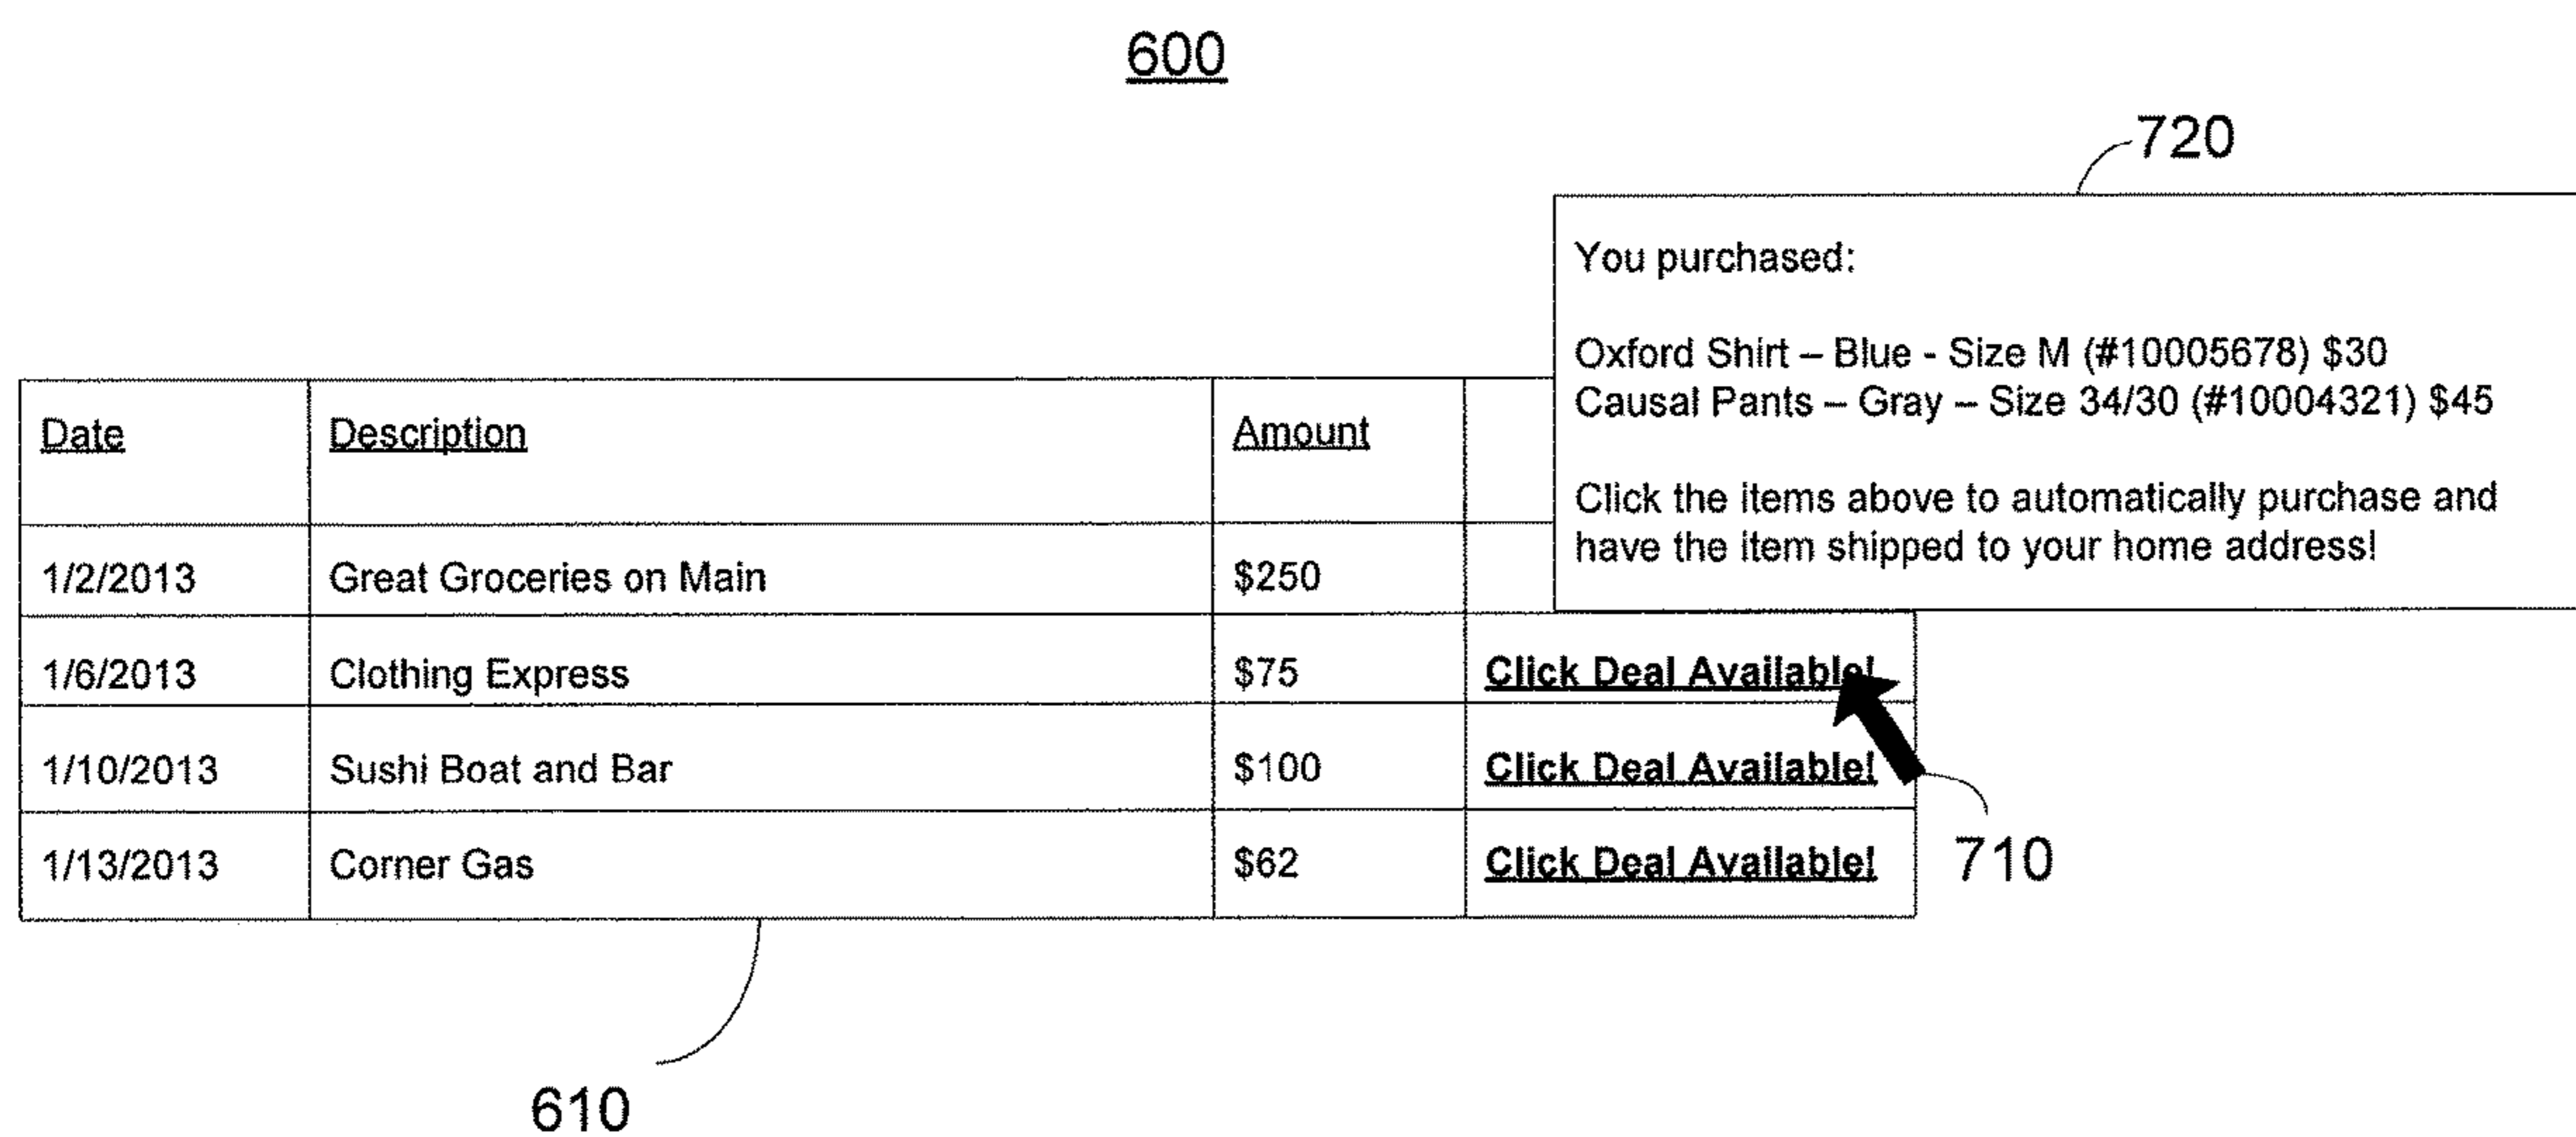 600
720
You purchased:
Oxford Shirt – Blue - Size M (#10005678) $30
Causal Pants – Gray – Size 34/30 (#10004321) $45
Click the items above to automatically purchase and
have the item shipped to your home address!
Date Description Amount
1/2/2013 Great Groceries on Main $250
1/6/2013 Clothing Express $75 Click Deal Available!
1/10/2013 Sushi Boat and Bar $100 Click Deal Available!
1/13/2013 Corner Gas $62 Click Deal Available!
710
610